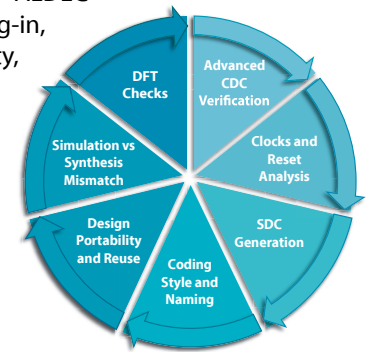 g-in,
ty,
DFT
Checks
Advanced
CDC
Verification
Clocks and
Reset
Analysis
SDC
Generation
Coding
Style and
Naming
Design
Portability
and Reuse
Simulation vs
Synthesis
Mismatch